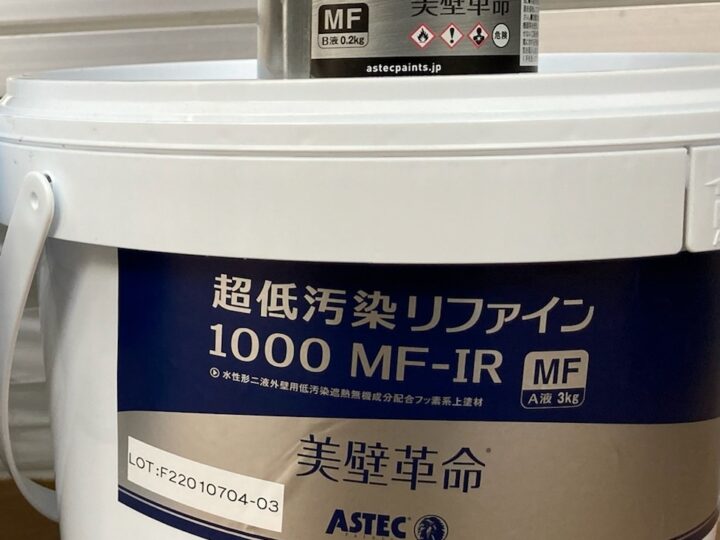 美壁革命
MF
B液 0.2kg
危険
astecpaints.jp
超低汚染リファイン
1000 MF-IR
MF
A液 3kg
水性形二液外壁用低汚染遮熱無機成分配合フッ素系上塗材
美壁革命
LOT:F22010704-03
ASTEC